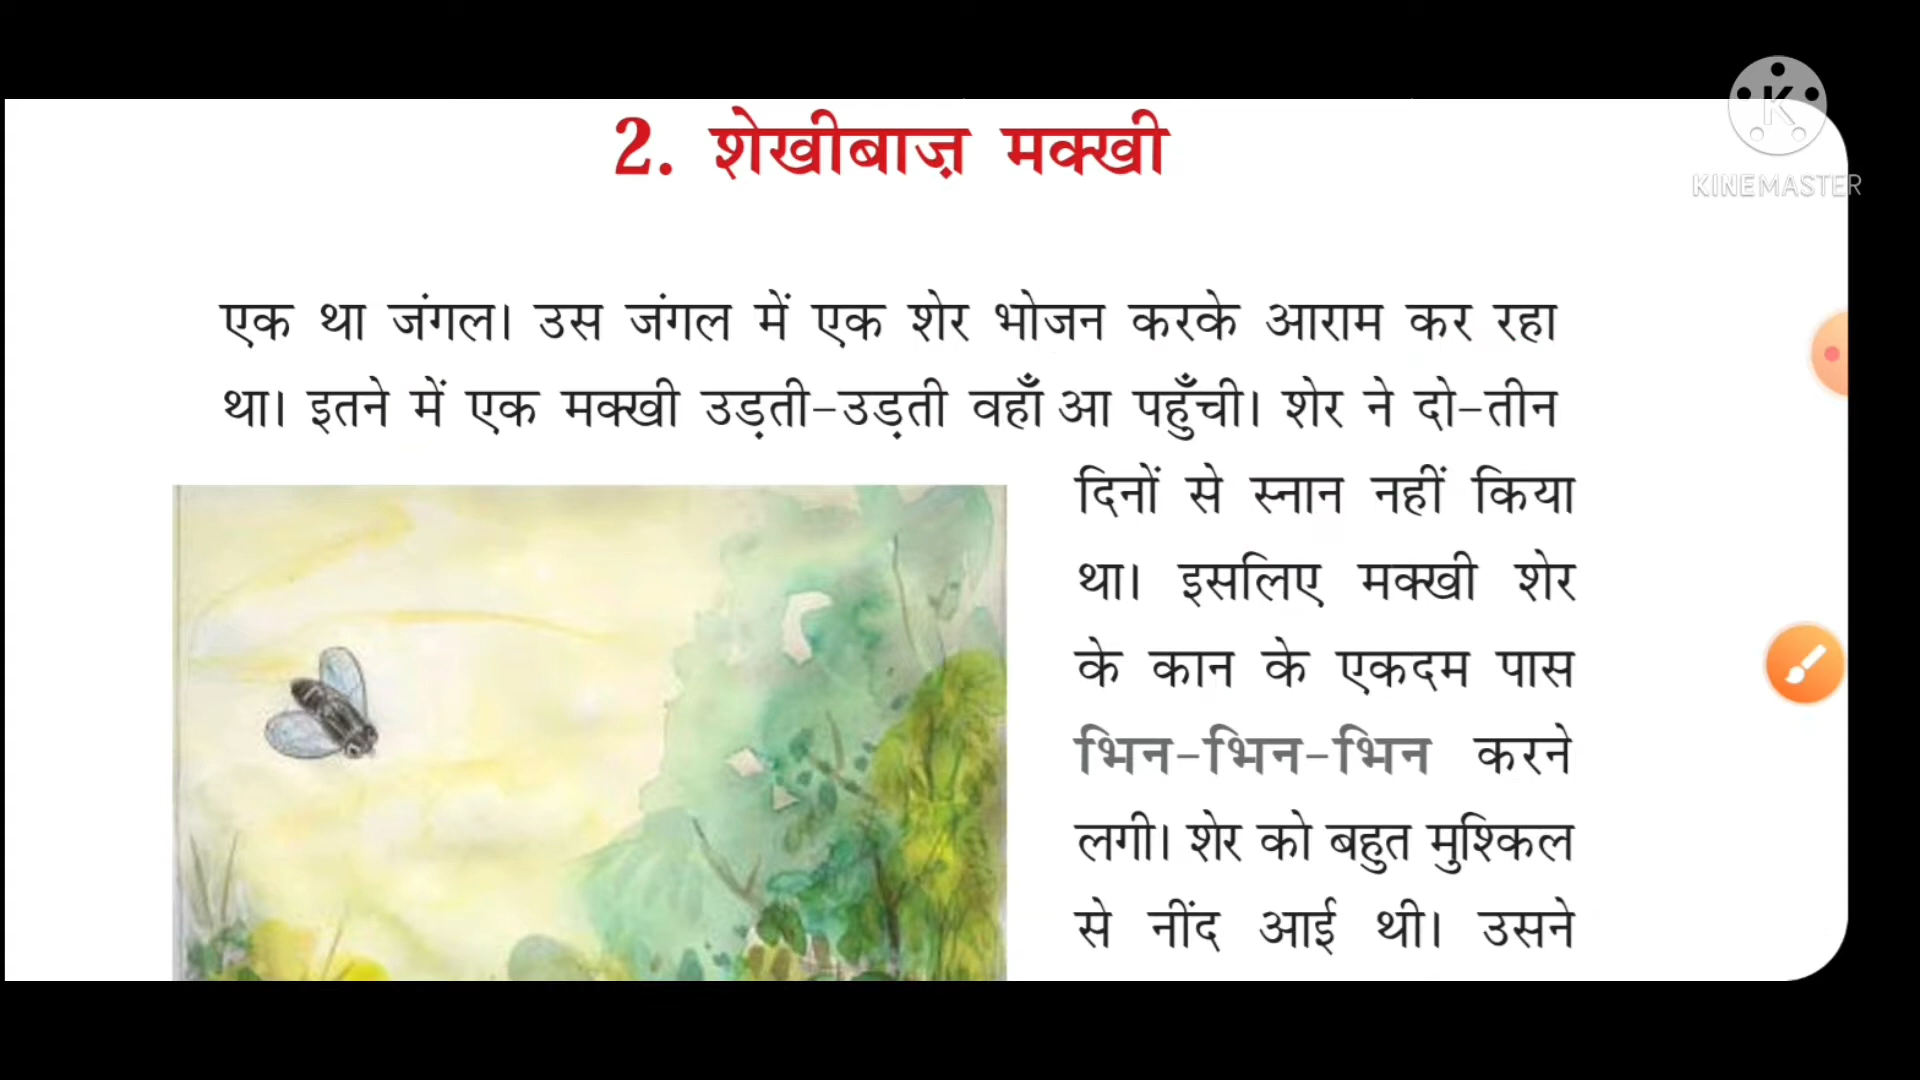 2. शेखीबाज़ मक्खी
KINEMASTER
एक था जंगल। उस जंगल में एक शेर भोजन करके आराम कर रहा
था। इतने में एक मक्खी उड़ती-उड़ती वहाँ आ पहुँची। शेर ने दो-तीन
दिनों से स्नान नहीं किया
था। इसलिए मक्खी शेर
के कान के एकदम पास
भिन-भिन-भिन करने
लगी। शेर को बहुत मुश्किल
से नींद आई थी। उसने